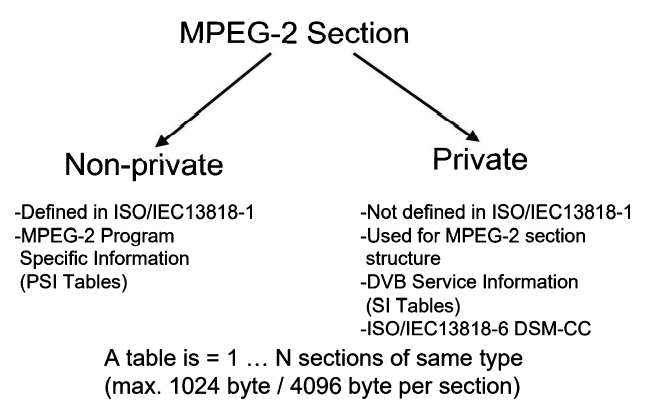 MPEG-2 Section
Non-private
-Defined in ISO/IEC13818-1
-MPEG-2 Program
Specific Information
(PSI Tables)
Private
-Not defined in ISO/IEC13818-1
-Used for MPEG-2 section
structure
-DVB Service Information
(SI Tables)
-ISO/IEC13818-6 DSM-CC
A table is = 1 ... N sections of same type
(max. 1024 byte / 4096 byte per section)